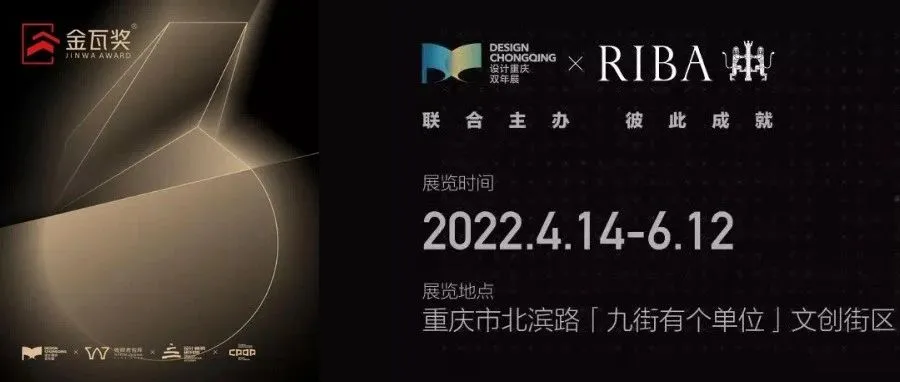 金瓦奖®
JINWA AWARD
DESIGN
CHONGQING
设计重庆
双年展
×
RIBA
联合主办 彼此成就
展览时间
2022.4.14-6.12
展览地点
重庆市北滨路「九街有个单位」文创街区
DESIGN
CHONGQING
×
×
×